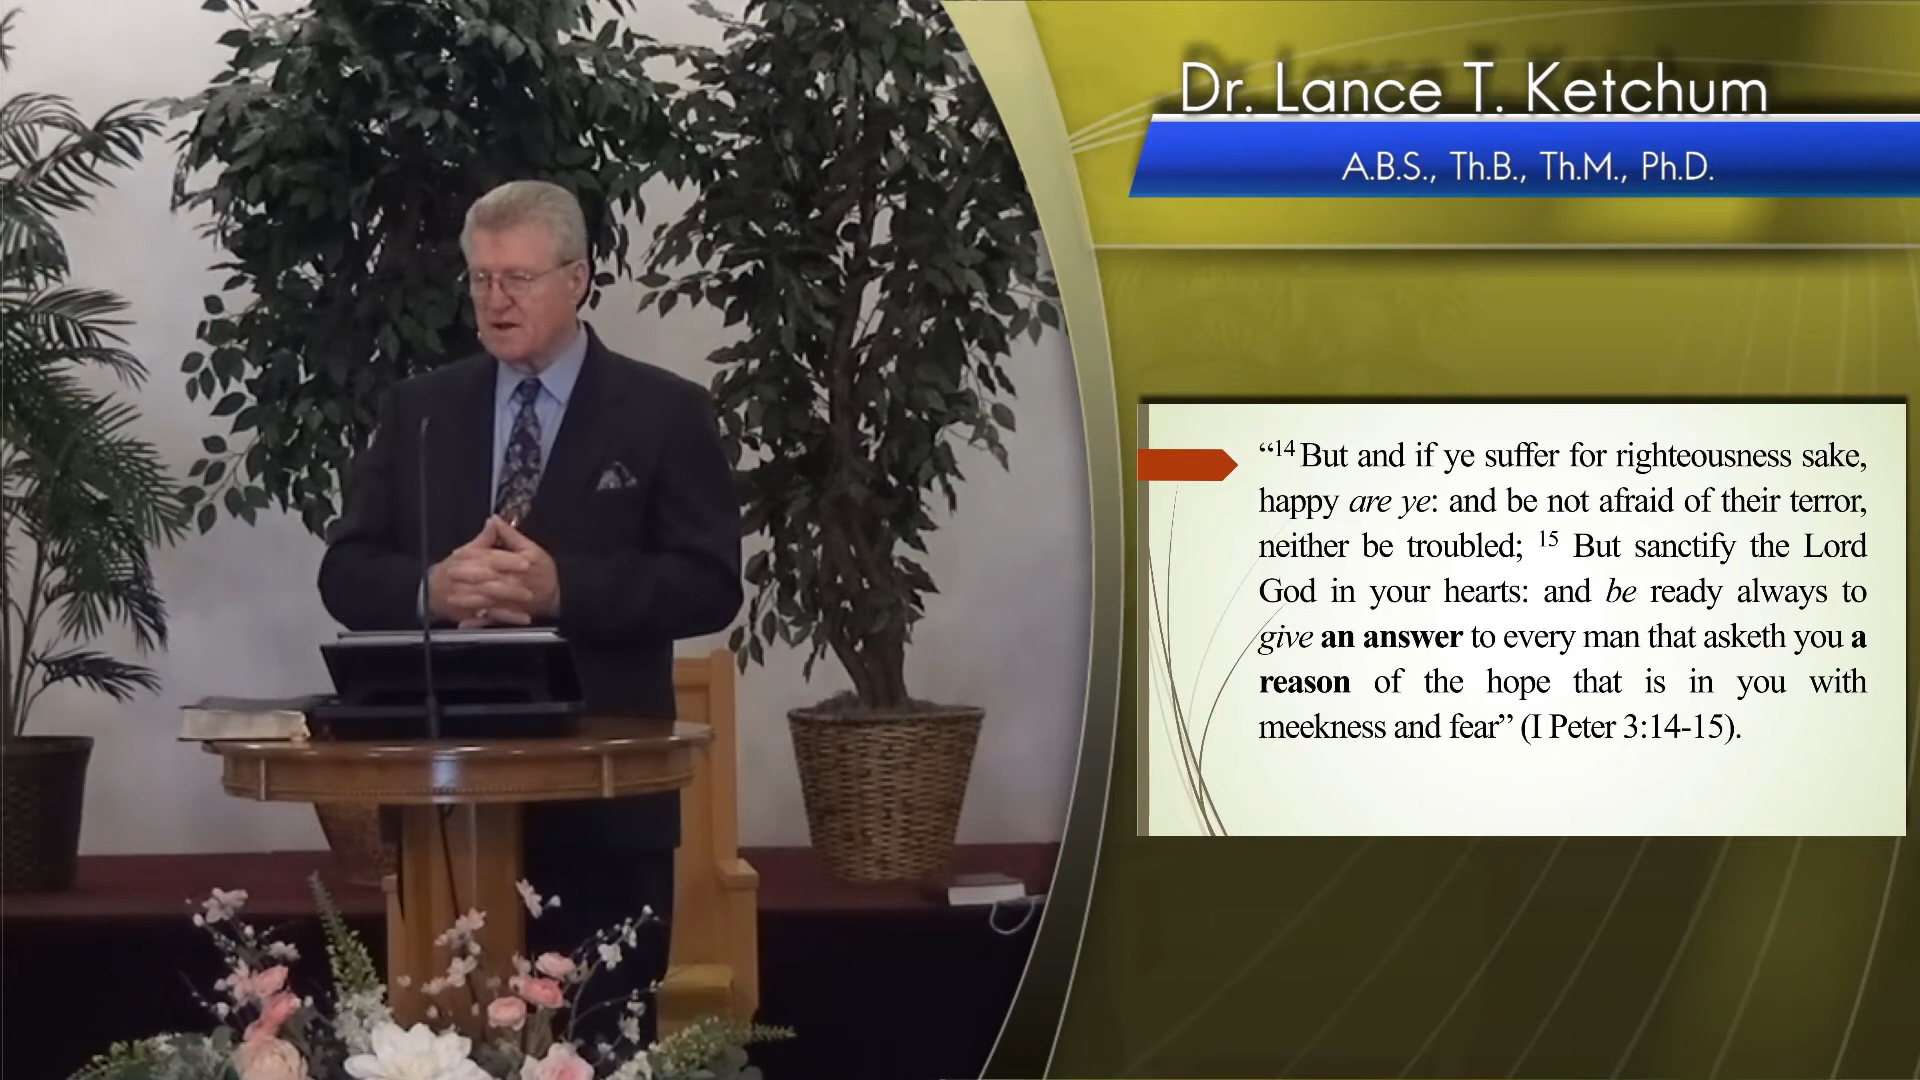 Dr. Lance T. Ketchum
A.B.S., Th.B., Th.M., Ph.D.
“14 But and if ye suffer for righteousness sake,
happy are ye: and be not afraid of their terror,
neither be troubled; 15 But sanctify the Lord
God in your hearts: and be ready always to
give an answer to every man that asketh you a
reason of the hope that is in you with
meekness and fear” (I Peter 3:14-15).